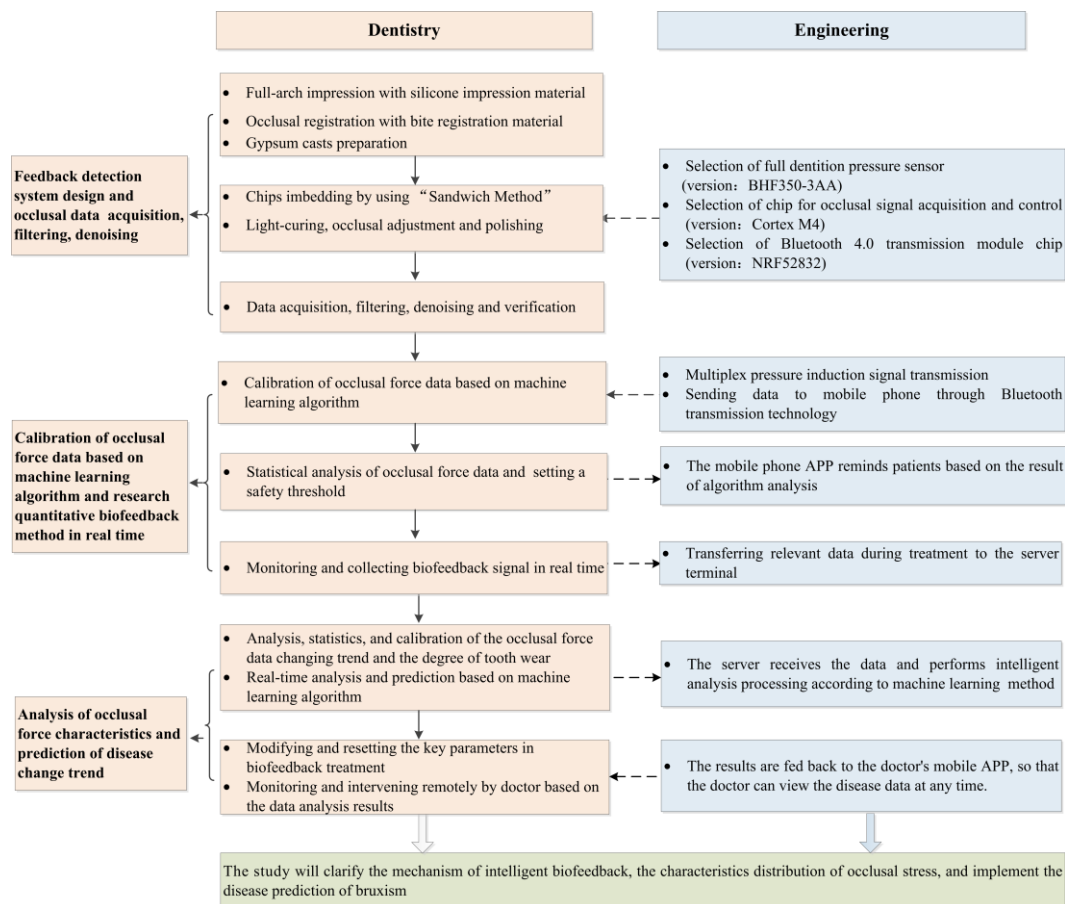 Dentistry
Engineering
• Full-arch impression with silicone impression material
• Occlusal registration with bite registration material
• Gypsum casts preparation
Feedback detection
system design and
occlusal data acquisition,
filtering, denoising
• Chips imbedding by using “Sandwich Method”
• Light-curing, occlusal adjustment and polishing
• Selection of full dentition pressure sensor
(version：BHF350-3AA)
• Selection of chip for occlusal signal acquisition and control
(version：Cortex M4)
• Selection of Bluetooth 4.0 transmission module chip
(version：NRF52832)
• Data acquisition, filtering, denoising and verification
• Calibration of occlusal force data based on machine
learning algorithm
• Multiplex pressure induction signal transmission
• Sending data to mobile phone through Bluetooth
transmission technology
Calibration of occlusal
force data based on
machine learning
algorithm and research
quantitative biofeedback
method in real time
• Statistical analysis of occlusal force data and setting a
safety threshold
• The mobile phone APP reminds patients based on the result
of algorithm analysis
• Monitoring and collecting biofeedback signal in real time
• Transferring relevant data during treatment to the server
terminal
• Analysis, statistics, and calibration of the occlusal force
data changing trend and the degree of tooth wear
• Real-time analysis and prediction based on machine
learning algorithm
• The server receives the data and performs intelligent
analysis processing according to machine learning method
Analysis of occlusal
force characteristics and
prediction of disease
change trend
• Modifying and resetting the key parameters in
biofeedback treatment
• Monitoring and intervening remotely by doctor based on
the data analysis results
• The results are fed back to the doctor's mobile APP, so that
the doctor can view the disease data at any time.
The study will clarify the mechanism of intelligent biofeedback, the characteristics distribution of occlusal stress, and implement the
disease prediction of bruxism